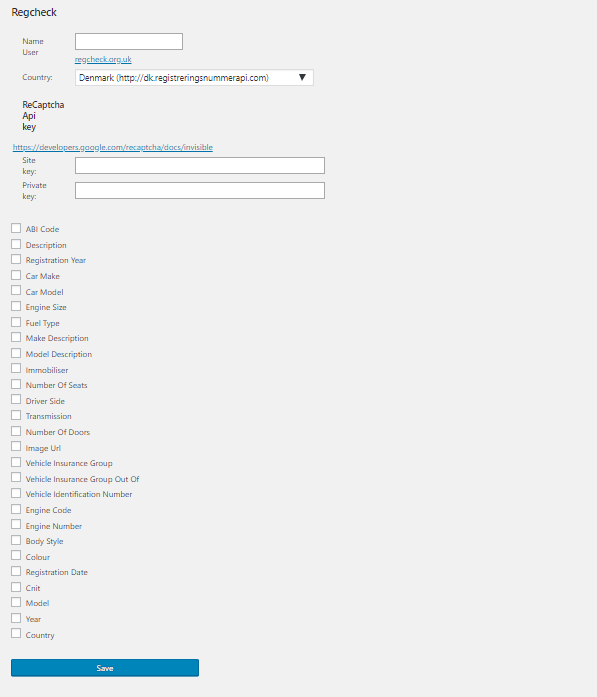 Regcheck
Name
User
regcheck.org.uk
Country:
Denmark (http://dk.registreringsnummerapi.com)
ReCaptcha
Api
key
https://developers.google.com/recaptcha/docs/invisible
Site
key:
Private
key:
ABI Code
Description
Registration Year
Car Make
Car Model
Engine Size
Fuel Type
Make Description
Model Description
Immobiliser
Number Of Seats
Driver Side
Transmission
Number Of Doors
Image Url
Vehicle Insurance Group
Vehicle Insurance Group Out Of
Vehicle Identification Number
Engine Code
Engine Number
Body Style
Colour
Registration Date
Cnit
Model
Year
Country
Save